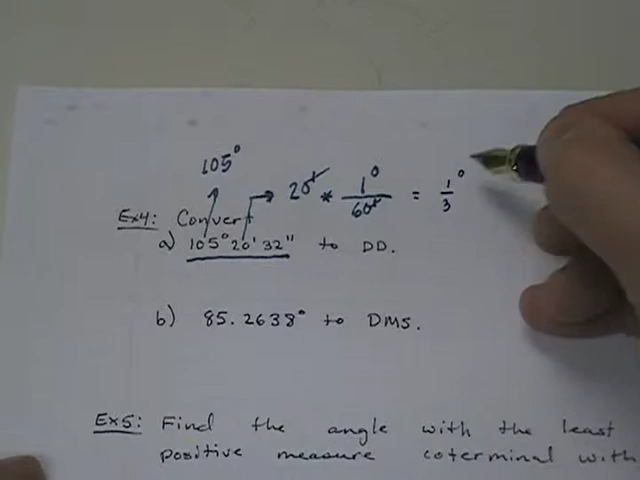 105°
20' * 1°/60' = 1/3°
Ex4: Convert
a) 105°20'32" to DD.
b) 85.2638° to DMS.
Ex5: Find the angle with the least
positive measure coterminal with